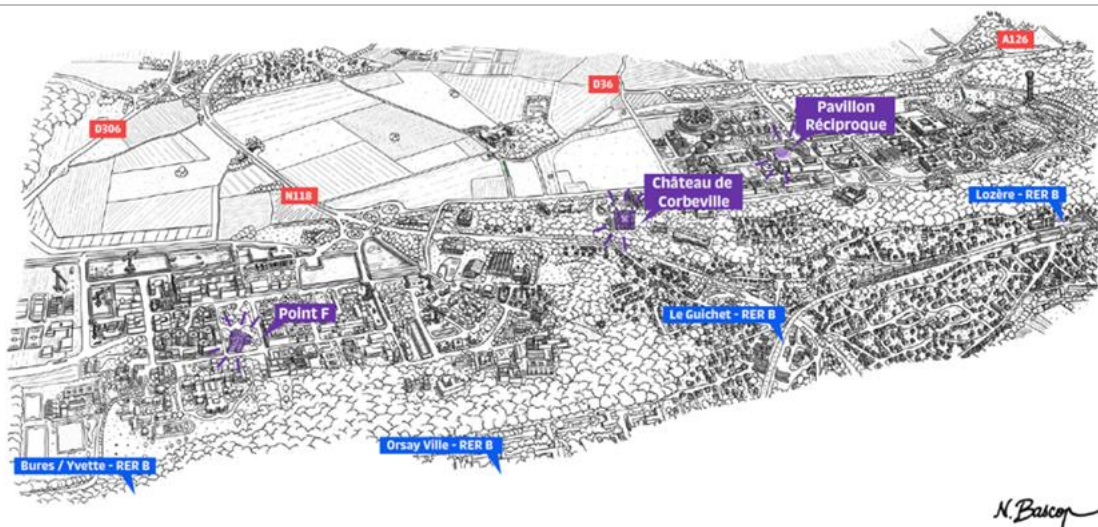 A126
D36
D306
Pavillon
Réciproque
Château de
Corbeville
N118
Lozère - RER B
Point F
Le Guichet - RER B
Orsay Ville - RER B
Bures / Yvette - RER B
N. Bascop